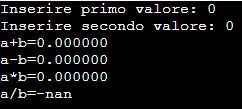 Inserire primo valore: 0
Inserire secondo valore: 0
a+b=0.000000
a-b=0.000000
a*b=0.000000
a/b=-nan